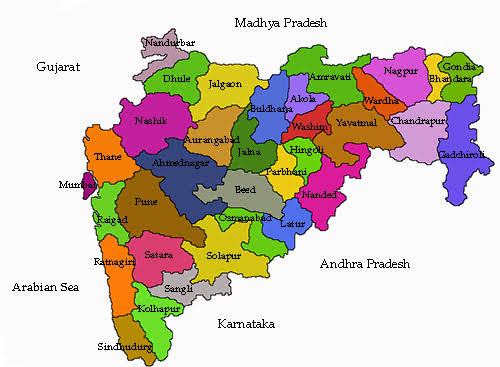 Madhya Pradesh
Nandurbar
Gujarat
Dhule
Jalgaon
Amravati
Nagpur
Gondia
Bhandara
Buldhana
Akola
Wardha
Nashik
Washim
Yavatmal
Chandrapur
Aurangabad
Jalna
Hingoli
Thane
Ahmednagar
Gadchiroli
Parbhani
Mumbai
Beed
Nanded
Pune
Raigad
Osmanabad
Latur
Satara
Solapur
Ratnagiri
Andhra Pradesh
Arabian Sea
Sangli
Kolhapur
Karnataka
Sindhudurg